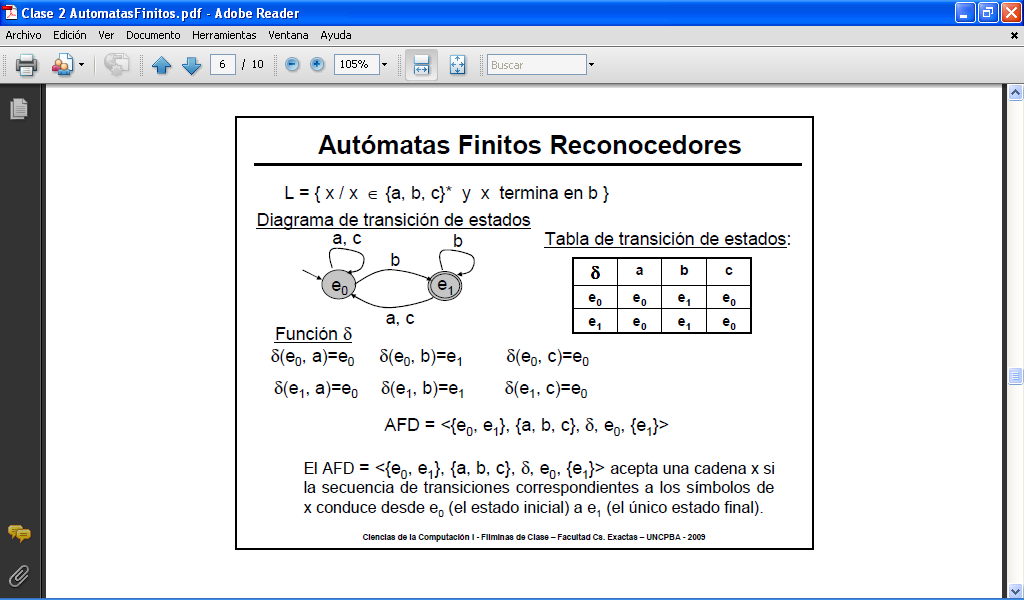 Clase 2 AutomatasFinitos.pdf - Adobe Reader
Archivo Edición Ver Documento Herramientas Ventana Ayuda
6 / 10 105% Buscar
Autómatas Finitos Reconocedores
L = { x / x ∈ {a, b, c}* y x termina en b }
Diagrama de transición de estados
a, c
b
b
e₀
e₁
a, c
Tabla de transición de estados:
δ a b c
e₀ e₀ e₁ e₀
e₁ e₀ e₁ e₀
Función δ
δ(e₀, a)=e₀ δ(e₀, b)=e₁ δ(e₀, c)=e₀
δ(e₁, a)=e₀ δ(e₁, b)=e₁ δ(e₁, c)=e₀
AFD = <{e₀, e₁}, {a, b, c}, δ, e₀, {e₁}>
El AFD = <{e₀, e₁}, {a, b, c}, δ, e₀, {e₁}> acepta una cadena x si
la secuencia de transiciones correspondientes a los símbolos de
x conduce desde e₀ (el estado inicial) a e₁ (el único estado final).
Ciencias de la Computación I - Filminas de Clase – Facultad Cs. Exactas – UNCPBA - 2009